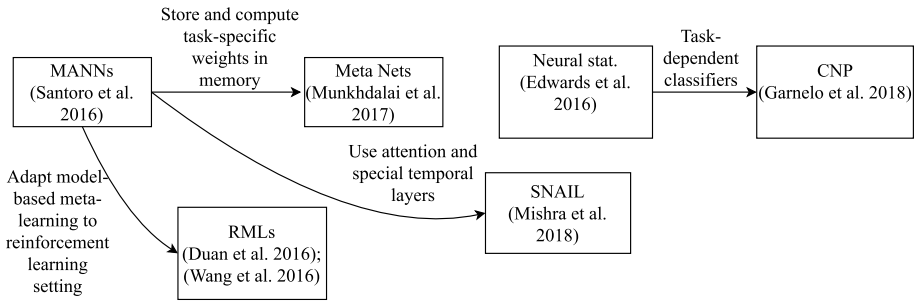 Store and compute
task-specific
weights in
memory
MANNs
(Santoro et al.
2016)
Meta Nets
(Munkhdalai et al.
2017)
Neural stat.
(Edwards et al.
2016)
Task-
dependent
classifiers
CNP
(Garnelo et al. 2018)
Use attention and
special temporal
layers
SNAIL
(Mishra et al.
2018)
Adapt model-
based meta-
learning to
reinforcement
learning
setting
RMLs
(Duan et al. 2016);
(Wang et al. 2016)